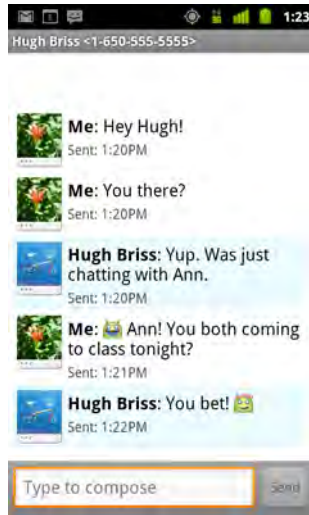 1:23
Hugh Briss <1-650-555-5555>
Me: Hey Hugh!
Sent: 1:20PM
Me: You there?
Sent: 1:20PM
Hugh Briss: Yup. Was just
chatting with Ann.
Sent: 1:20PM
Me: Ann! You both coming
to class tonight?
Sent: 1:21PM
Hugh Briss: You bet!
Sent: 1:22PM
Type to compose
Send